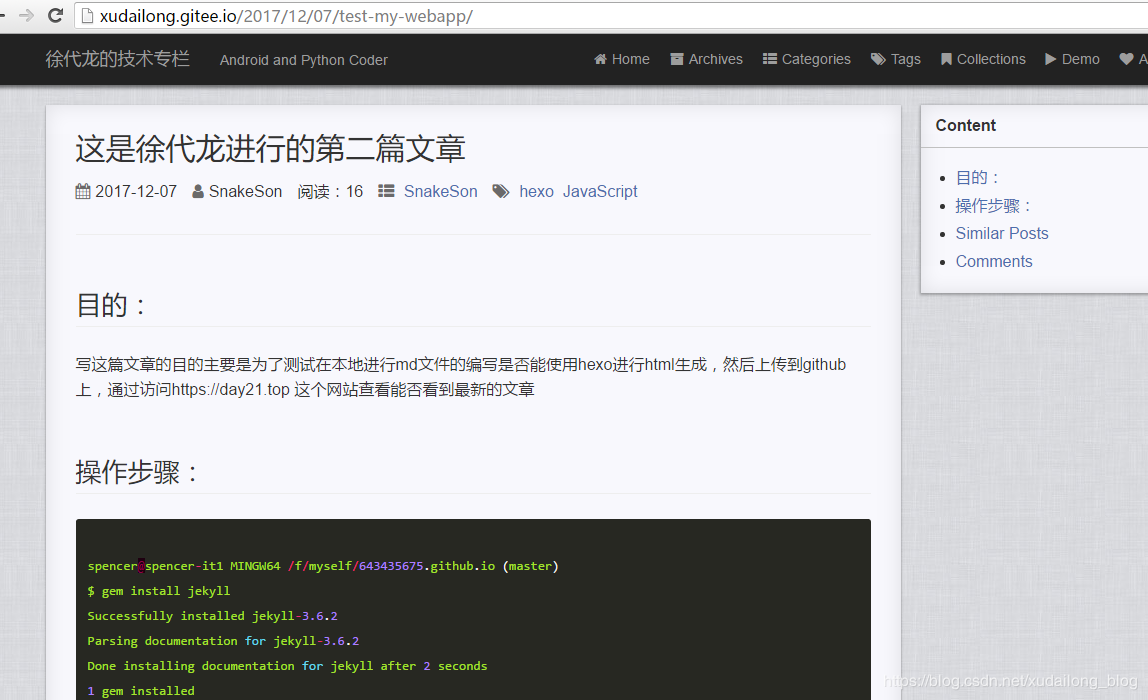 xudailong.gitee.io/2017/12/07/test-my-webapp/
徐代龙的技术专栏 Android and Python Coder Home Archives Categories Tags Collections Demo A
这是徐代龙进行的第二篇文章
2017-12-07 SnakeSon 阅读：16 SnakeSon hexo JavaScript
Content
目的：
操作步骤：
Similar Posts
Comments
目的：
写这篇文章的目的主要是为了测试在本地进行md文件的编写是否能使用hexo进行html生成，然后上传到github
上，通过访问https://day21.top 这个网站查看能否看到最新的文章
操作步骤：
spencer@spencer-it1 MINGW64 /f/myself/643435675.github.io (master)
$ gem install jekyll
Successfully installed jekyll-3.6.2
Parsing documentation for jekyll-3.6.2
Done installing documentation for jekyll after 2 seconds
1 gem installed
https://blog.csdn.net/xudailong_blog